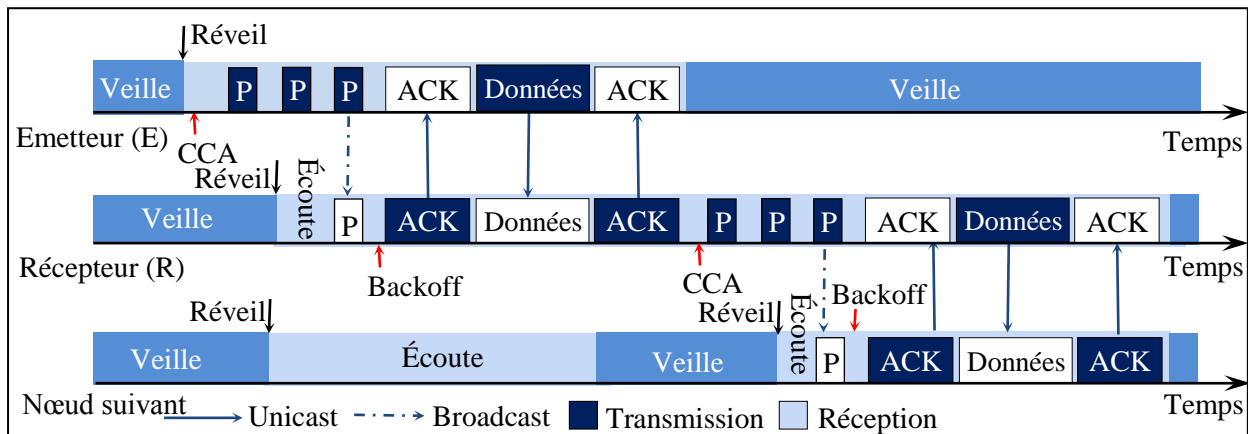 Réveil
Veille P P P ACK Données ACK Veille
Emetteur (E) Temps
CCA
Réveil Écoute
Veille P ACK Données ACK P P P ACK Données ACK
Récepteur (R) Temps
Backoff CCA
Réveil Réveil Écoute Backoff
Veille Écoute Veille P ACK Données ACK
Nœud suivant Temps
Unicast Broadcast Transmission Réception